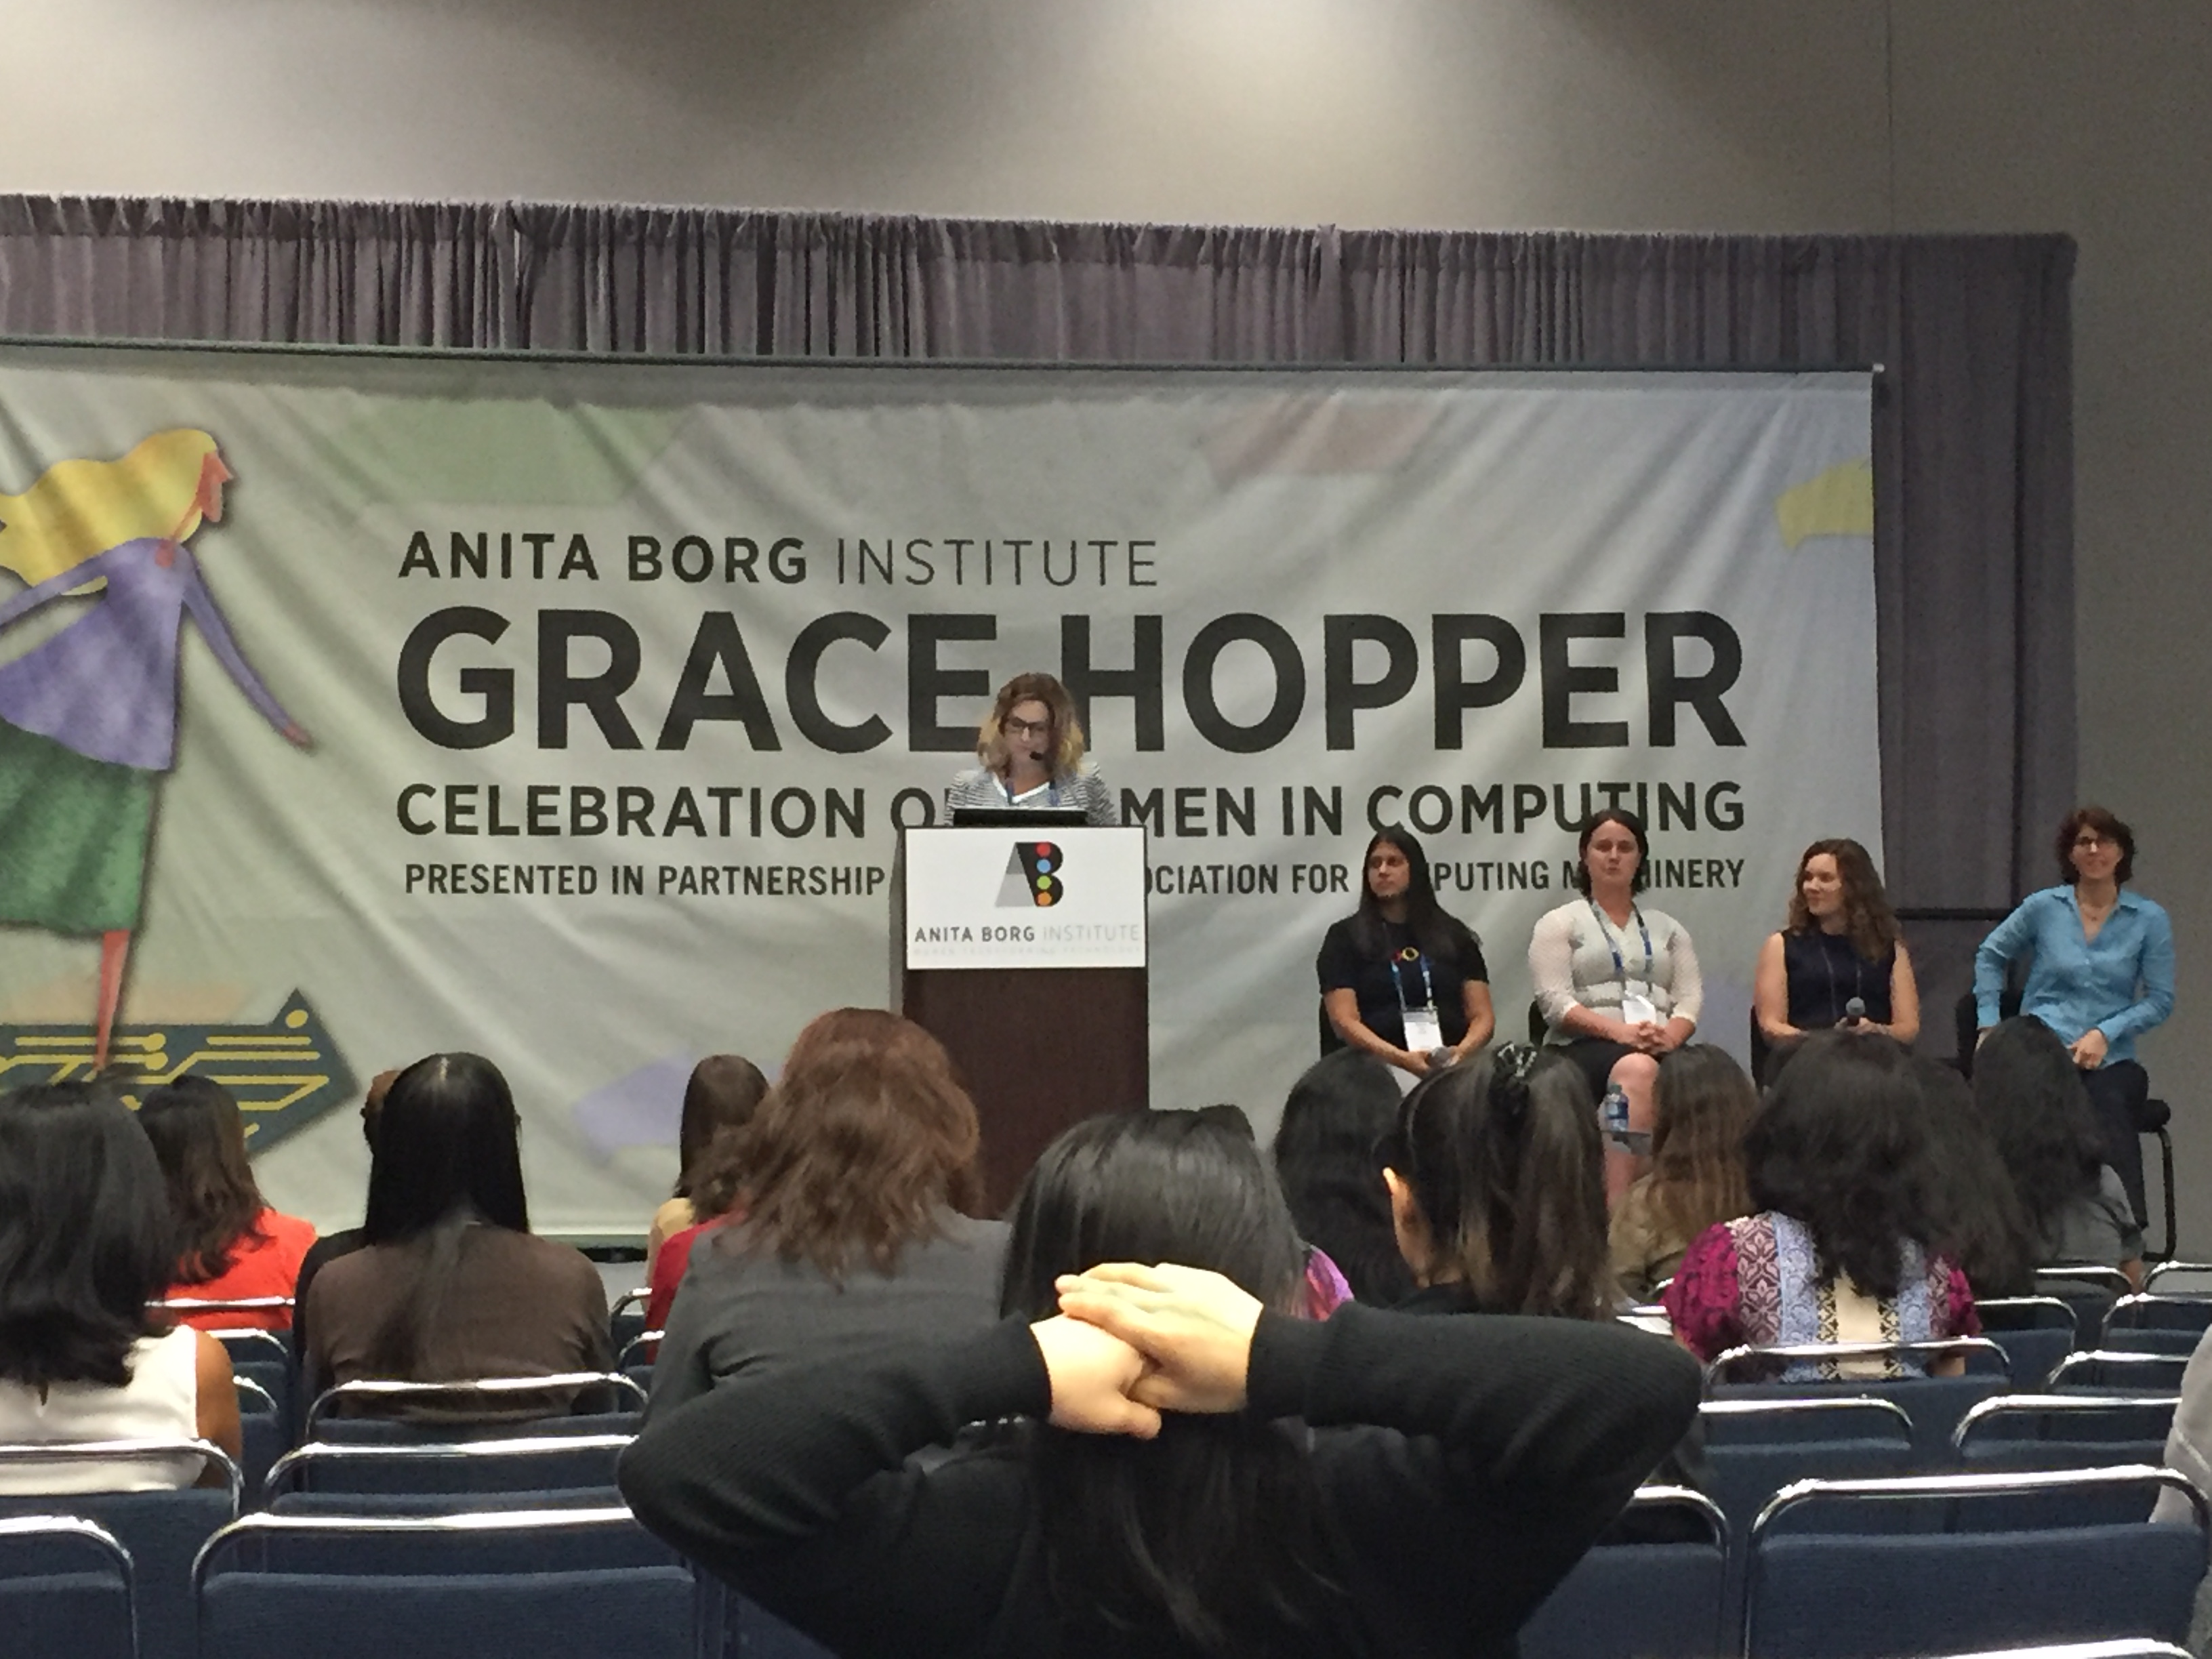 ANITA BORG INSTITUTE
GRACE HOPPER
CELEBRATION O MEN IN COMPUTING
PRESENTED IN PARTNERSHIP OCIATION FOR PUTING M HINERY
AB
ANITA BORG INSTITUTE